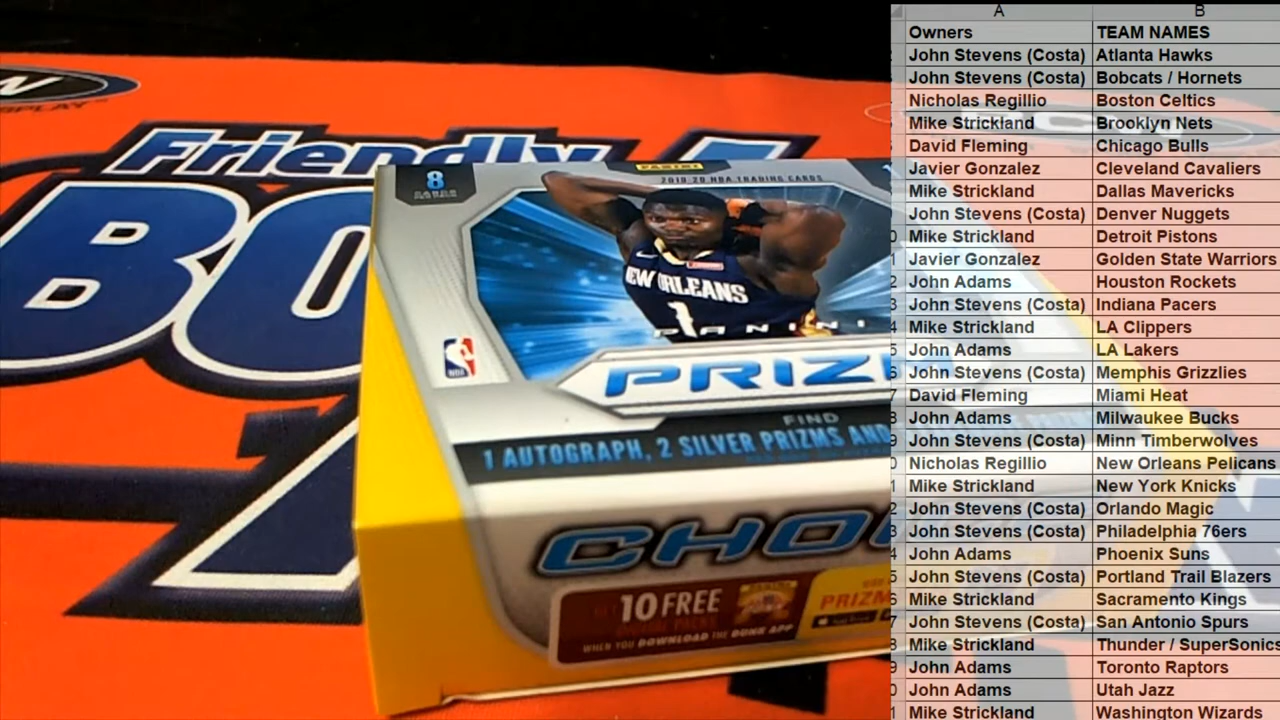 A B
Owners TEAM NAMES
John Stevens (Costa) Atlanta Hawks
John Stevens (Costa) Bobcats / Hornets
Nicholas Regillio Boston Celtics
Mike Strickland Brooklyn Nets
David Fleming Chicago Bulls
Javier Gonzalez Cleveland Cavaliers
Mike Strickland Dallas Mavericks
John Stevens (Costa) Denver Nuggets
Mike Strickland Detroit Pistons
Javier Gonzalez Golden State Warriors
John Adams Houston Rockets
John Stevens (Costa) Indiana Pacers
Mike Strickland LA Clippers
John Adams LA Lakers
John Stevens (Costa) Memphis Grizzlies
David Fleming Miami Heat
John Adams Milwaukee Bucks
John Stevens (Costa) Minn Timberwolves
Nicholas Regillio New Orleans Pelicans
Mike Strickland New York Knicks
John Stevens (Costa) Orlando Magic
John Stevens (Costa) Philadelphia 76ers
John Adams Phoenix Suns
John Stevens (Costa) Portland Trail Blazers
Mike Strickland Sacramento Kings
John Stevens (Costa) San Antonio Spurs
Mike Strickland Thunder / SuperSonics
John Adams Toronto Raptors
John Adams Utah Jazz
Mike Strickland Washington Wizards
Friendly
BO
8
PANINI
2019-20 NBA TRADING CARDS
NEW ORLEANS
1
PANINI
PRIZ
NBA
FIND
1 AUTOGRAPH, 2 SILVER PRIZMS AND
CHO
10 FREE
WHEN YOU DOWNLOAD THE DUNK APP
PRIZM